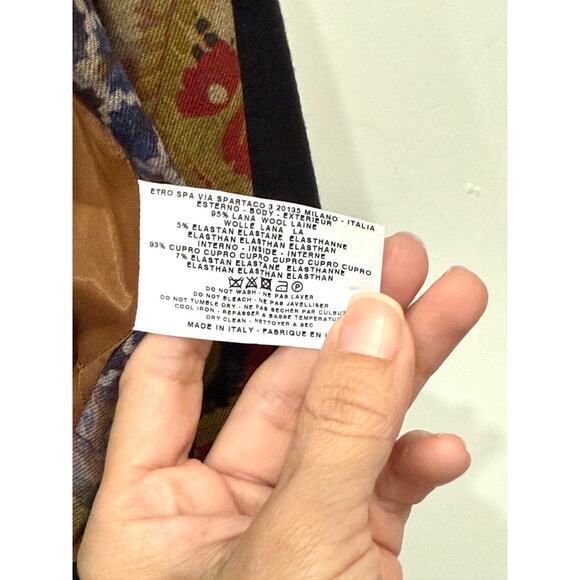 ETRO SPA VIA SPARTACO 3 20135 MILANO - ITALIA
ESTERNO - BODY - EXTERIEUR
95% LANA WOOL LAINE
WOLLE LANA LA
5% ELASTAN ELASTANE ELASTHANNE
ELASTHAN ELASTHAN ELASTHAN
INTERNO - INSIDE - INTERNE
93% CUPRO CUPRO CUPRO CUPRO CUPRO CUPRO
7% ELASTAN ELASTANE ELASTHANNE
ELASTHAN ELASTHAN ELASTHAN
P
DO NOT WASH - NE PAS LAVER
DO NOT BLEACH - NE PAS JAVELLISER
DO NOT TUMBLE DRY - NE PAS SECHER PAR CULBUT
COOL IRON - REPASSER A BASSE TEMPERATU
DRY CLEAN - NETTOYER A SEC
MADE IN ITALY - FABRIQUE EN